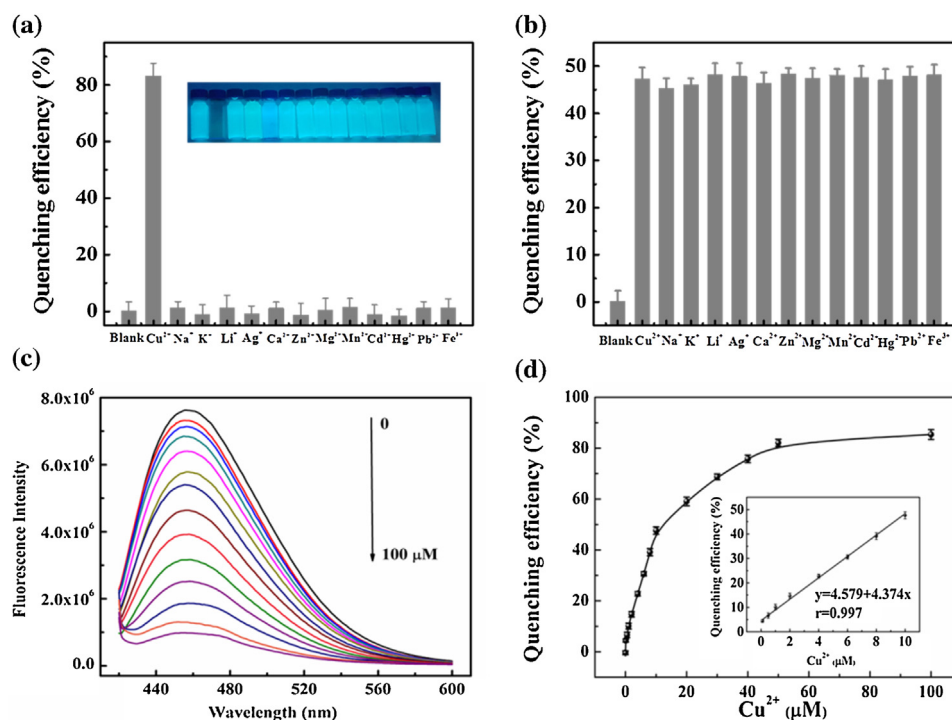 (a)
Quenching efficiency (%)
80
60
40
20
0
Blank Cu²⁺ Na⁺ K⁺ Li⁺ Ag⁺ Ca²⁺ Zn²⁺ Mg²⁺ Mn²⁺ Cd²⁺ Hg²⁺ Pb²⁺ Fe³⁺
(b)
Quenching efficiency (%)
50
40
30
20
10
0
Blank Cu²⁺ Na⁺ K⁺ Li⁺ Ag⁺ Ca²⁺ Zn²⁺ Mg²⁺ Mn²⁺ Cd²⁺ Hg²⁺ Pb²⁺ Fe³⁺
(c)
Fluorescence Intensity
8.0x10⁶
6.0x10⁶
4.0x10⁶
2.0x10⁶
0.0
0
100 μM
440 480 520 560 600
Wavelength (nm)
(d)
Quenching efficiency (%)
100
80
60
40
20
0
0 20 40 60 80 100
Cu²⁺ (μM)
Quenching efficiency (%)
50
40
30
20
10
0
y=4.579+4.374x
r=0.997
0 2 4 6 8 10
Cu²⁺ (μM)